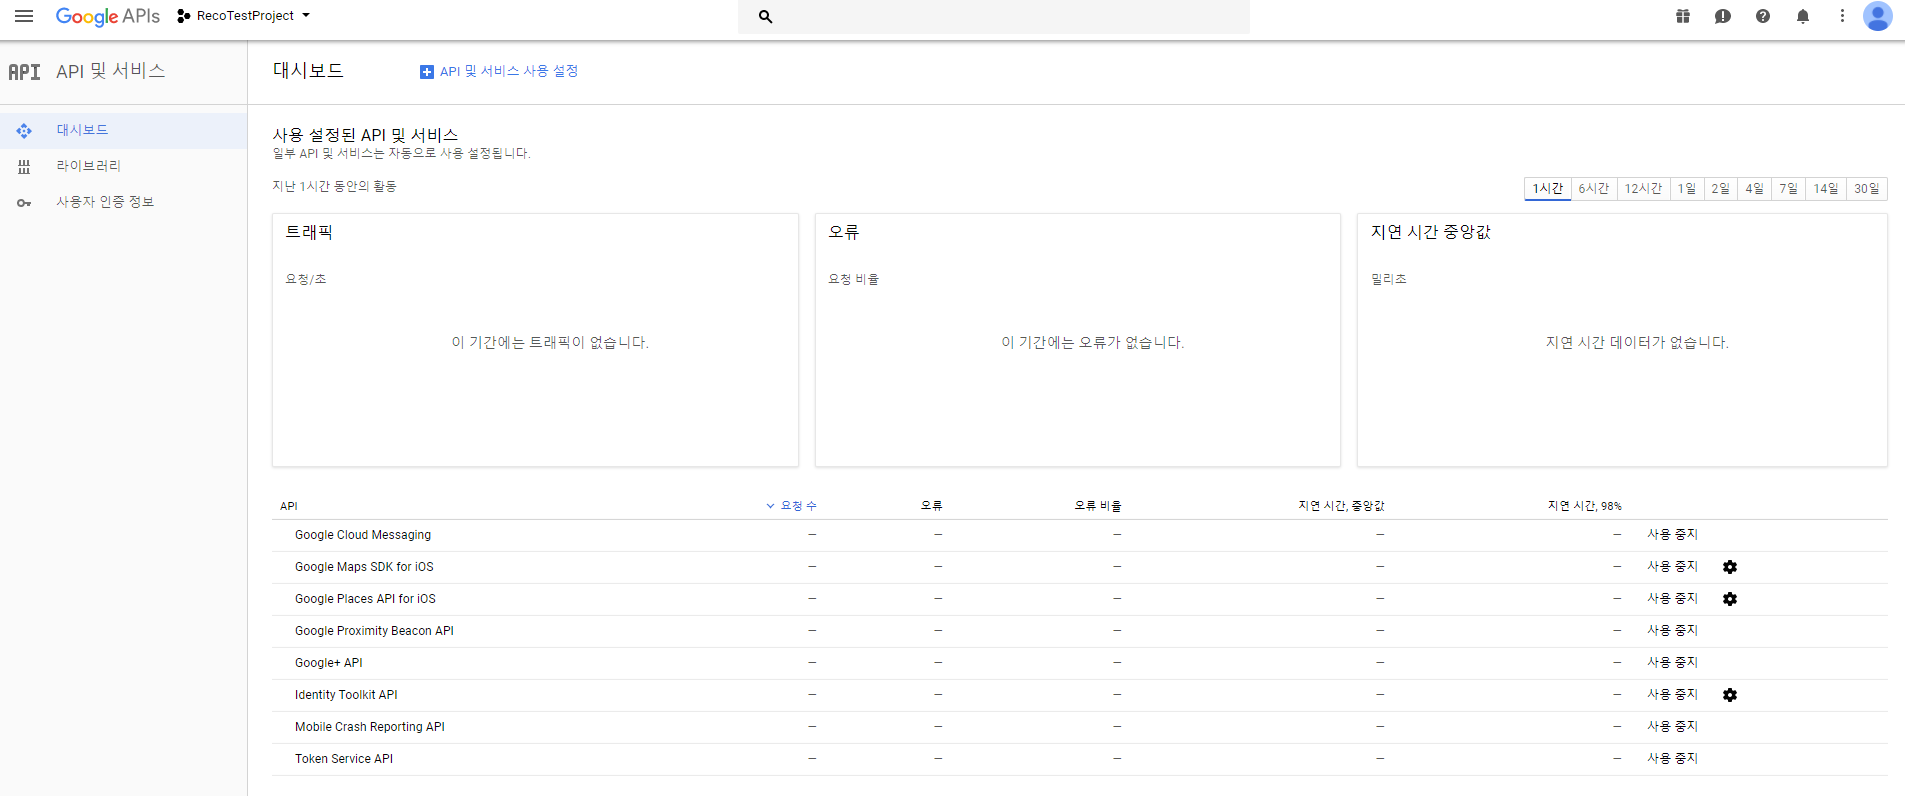 Google APIs RecoTestProject
API API 및 서비스
대시보드
라이브러리
사용자 인증 정보
대시보드 API 및 서비스 사용 설정
사용 설정된 API 및 서비스
일부 API 및 서비스는 자동으로 사용 설정됩니다.
지난 1시간 동안의 활동
1시간 6시간 12시간 1일 2일 4일 7일 14일 30일
트래픽
요청/초
이 기간에는 트래픽이 없습니다.
오류
요청 비율
이 기간에는 오류가 없습니다.
지연 시간 중앙값
밀리초
지연 시간 데이터가 없습니다.
API 요청 수 오류 오류 비율 지연 시간, 중앙값 지연 시간, 98%
Google Cloud Messaging — — — — — 사용 중지
Google Maps SDK for iOS — — — — — 사용 중지
Google Places API for iOS — — — — — 사용 중지
Google Proximity Beacon API — — — — — 사용 중지
Google+ API — — — — — 사용 중지
Identity Toolkit API — — — — — 사용 중지
Mobile Crash Reporting API — — — — — 사용 중지
Token Service API — — — — — 사용 중지